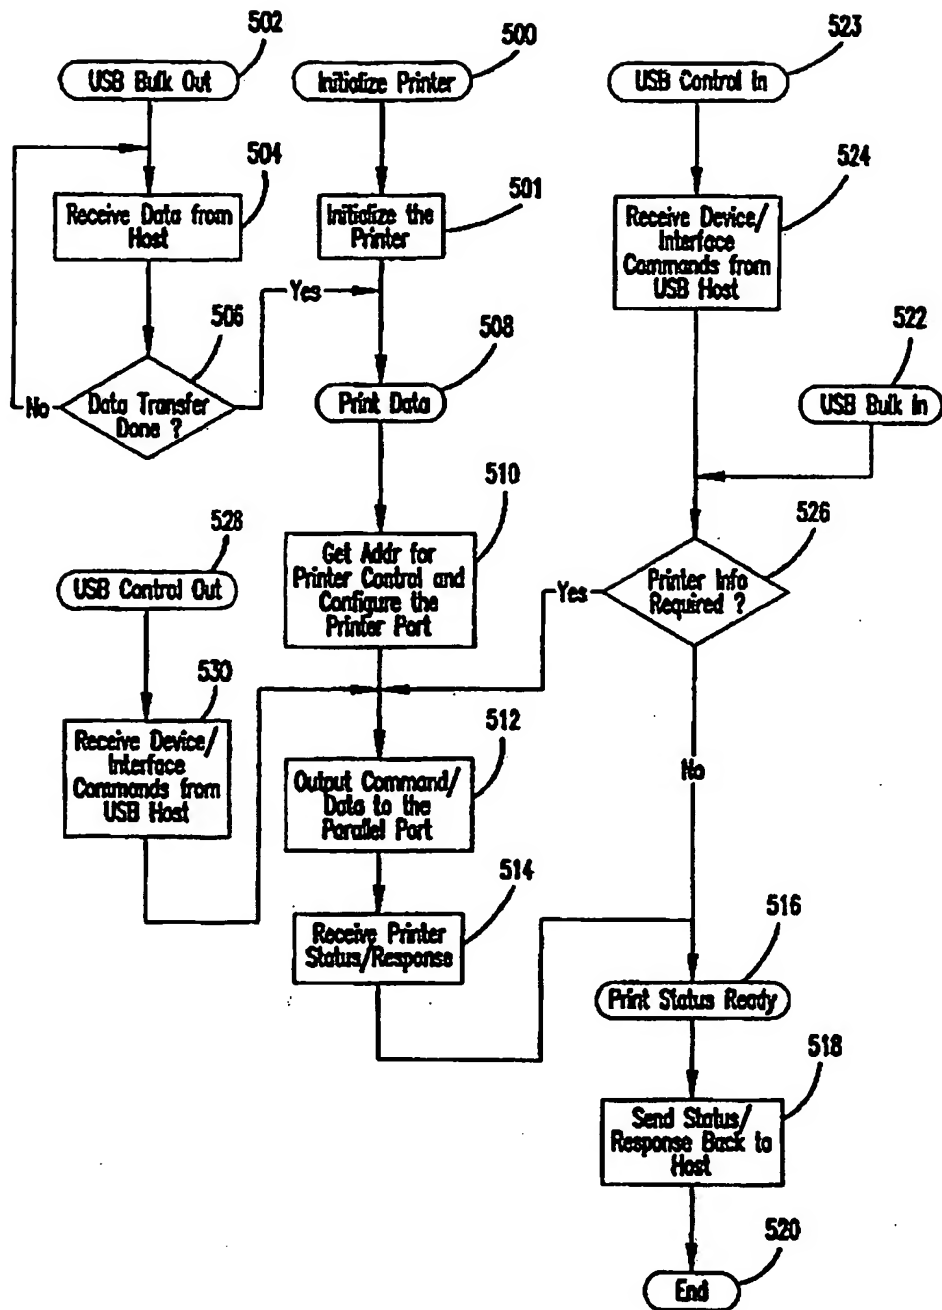 502
USB Bulk Out
504
Receive Data from
Host
506
Data Transfer
Done ?
No
Yes
500
Initialize Printer
501
Initialize the
Printer
508
Print Data
510
Get Addr for
Printer Control and
Configure the
Printer Port
528
USB Control Out
530
Receive Device/
Interface
Commands from
USB Host
512
Output Command/
Data to the
Parallel Port
514
Receive Printer
Status/Response
523
USB Control In
524
Receive Device/
Interface
Commands from
USB Host
522
USB Bulk In
526
Printer Info
Required ?
Yes
No
516
Print Status Ready
518
Send Status/
Response Back to
Host
520
End